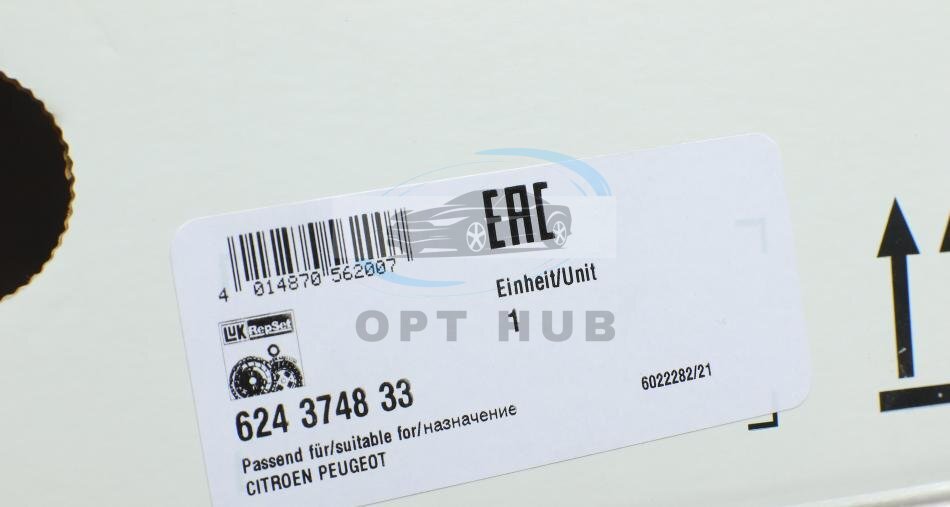 EAC
4 014870 562007
Einheit/Unit
1
OPT HUB
LuK RepSet
624 3748 33
6022282/21
Passend für/suitable for/назначение
CITROEN PEUGEOT